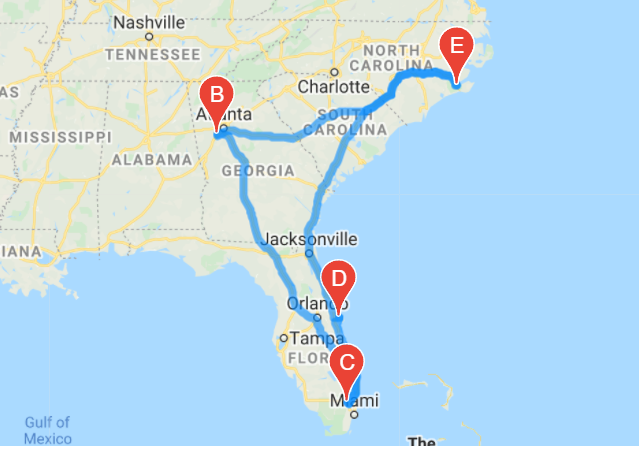 Nashville
TENNESSEE
NORTH
CAROLINA
E
AS
Charlotte
B
Atlanta
SOUTH
CAROLINA
MISSISSIPPI
ALABAMA
GEORGIA
IANA
Jacksonville
D
Orlando
Tampa
FLOR
C
Miami
Gulf of
Mexico
The